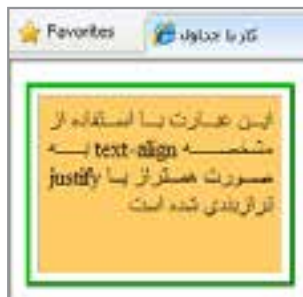 Favorites
کار با جداول
این عبارت با استفاده از
مشخصه text-align به
صورت همتراز یا justify
ترازبندی شده است